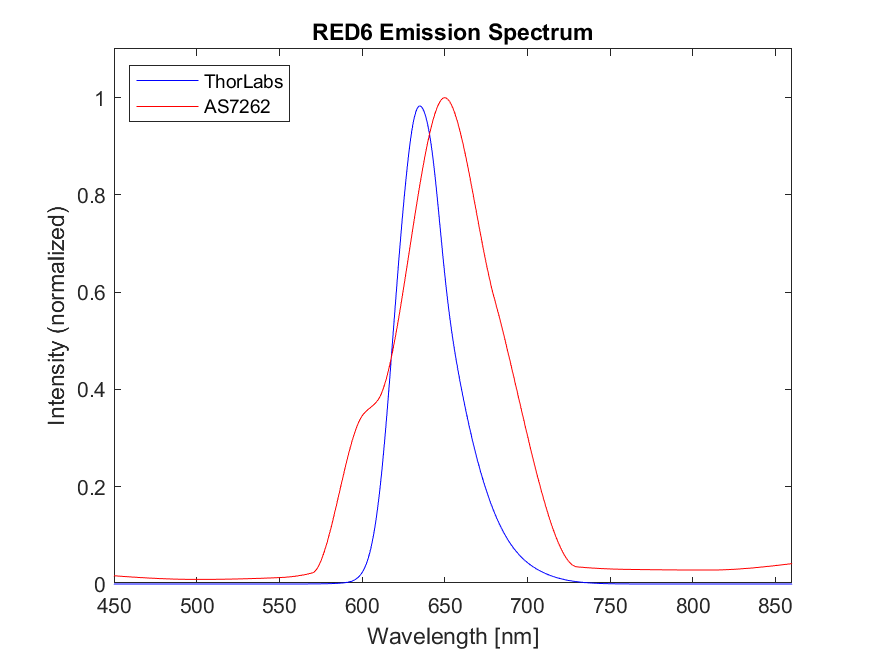 RED6 Emission Spectrum
ThorLabs
AS7262
Intensity (normalized)
1
0.8
0.6
0.4
0.2
0
450 500 550 600 650 700 750 800 850
Wavelength [nm]